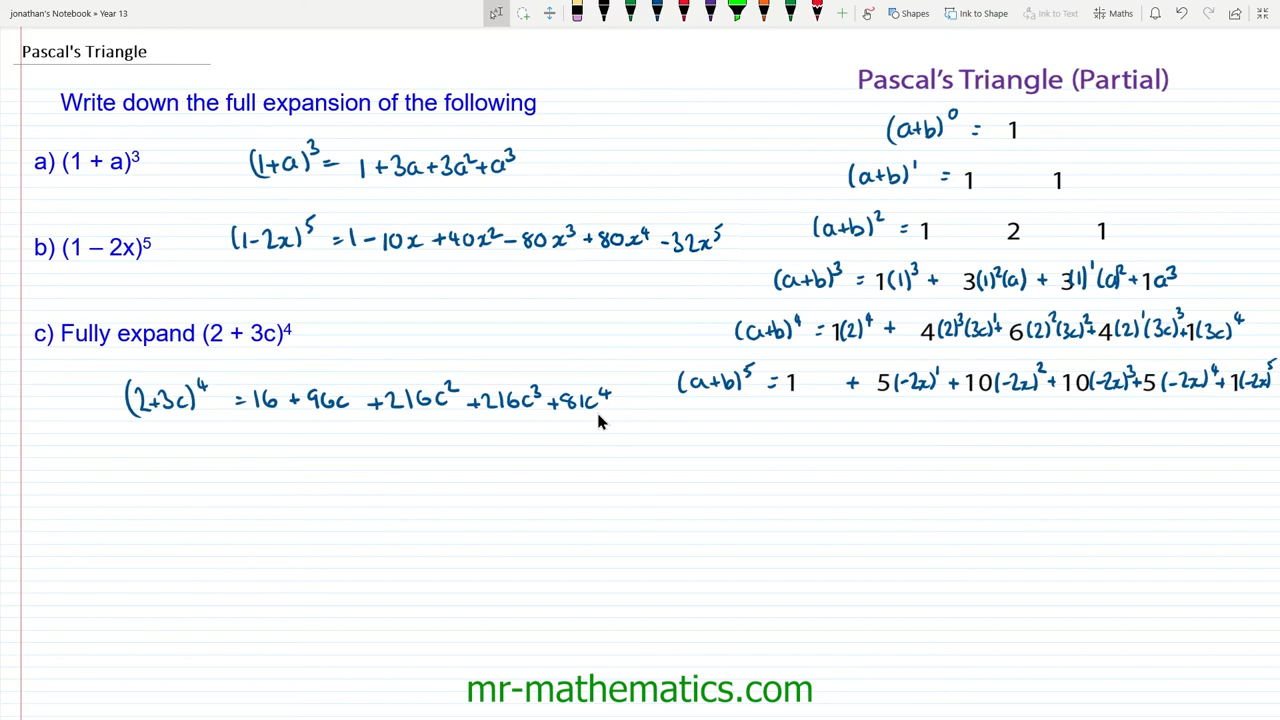 jonathan's Notebook » Year 13
Shapes
Ink to Shape
Ink to Text
Maths
Pascal's Triangle
Write down the full expansion of the following
a) (1 + a)³
(1+a)³ = 1 + 3a + 3a² + a³
b) (1 – 2x)⁵
(1-2x)⁵ = 1 - 10x + 40x² - 80x³ + 80x⁴ - 32x⁵
c) Fully expand (2 + 3c)⁴
(2+3c)⁴ = 16 + 96c + 216c² + 216c³ + 81c⁴
Pascal's Triangle (Partial)
(a+b)⁰ = 1
(a+b)¹ = 1 1
(a+b)² = 1 2 1
(a+b)³ = 1(1)³ + 3(1)²(a) + 3(1)¹(a)² + 1a³
(a+b)⁴ = 1(2)⁴ + 4(2)³(3c)¹ + 6(2)²(3c)² + 4(2)¹(3c)³ + 1(3c)⁴
(a+b)⁵ = 1 + 5(-2x)¹ + 10(-2x)² + 10(-2x)³ + 5(-2x)⁴ + 1(-2x)⁵
mr-mathematics.com